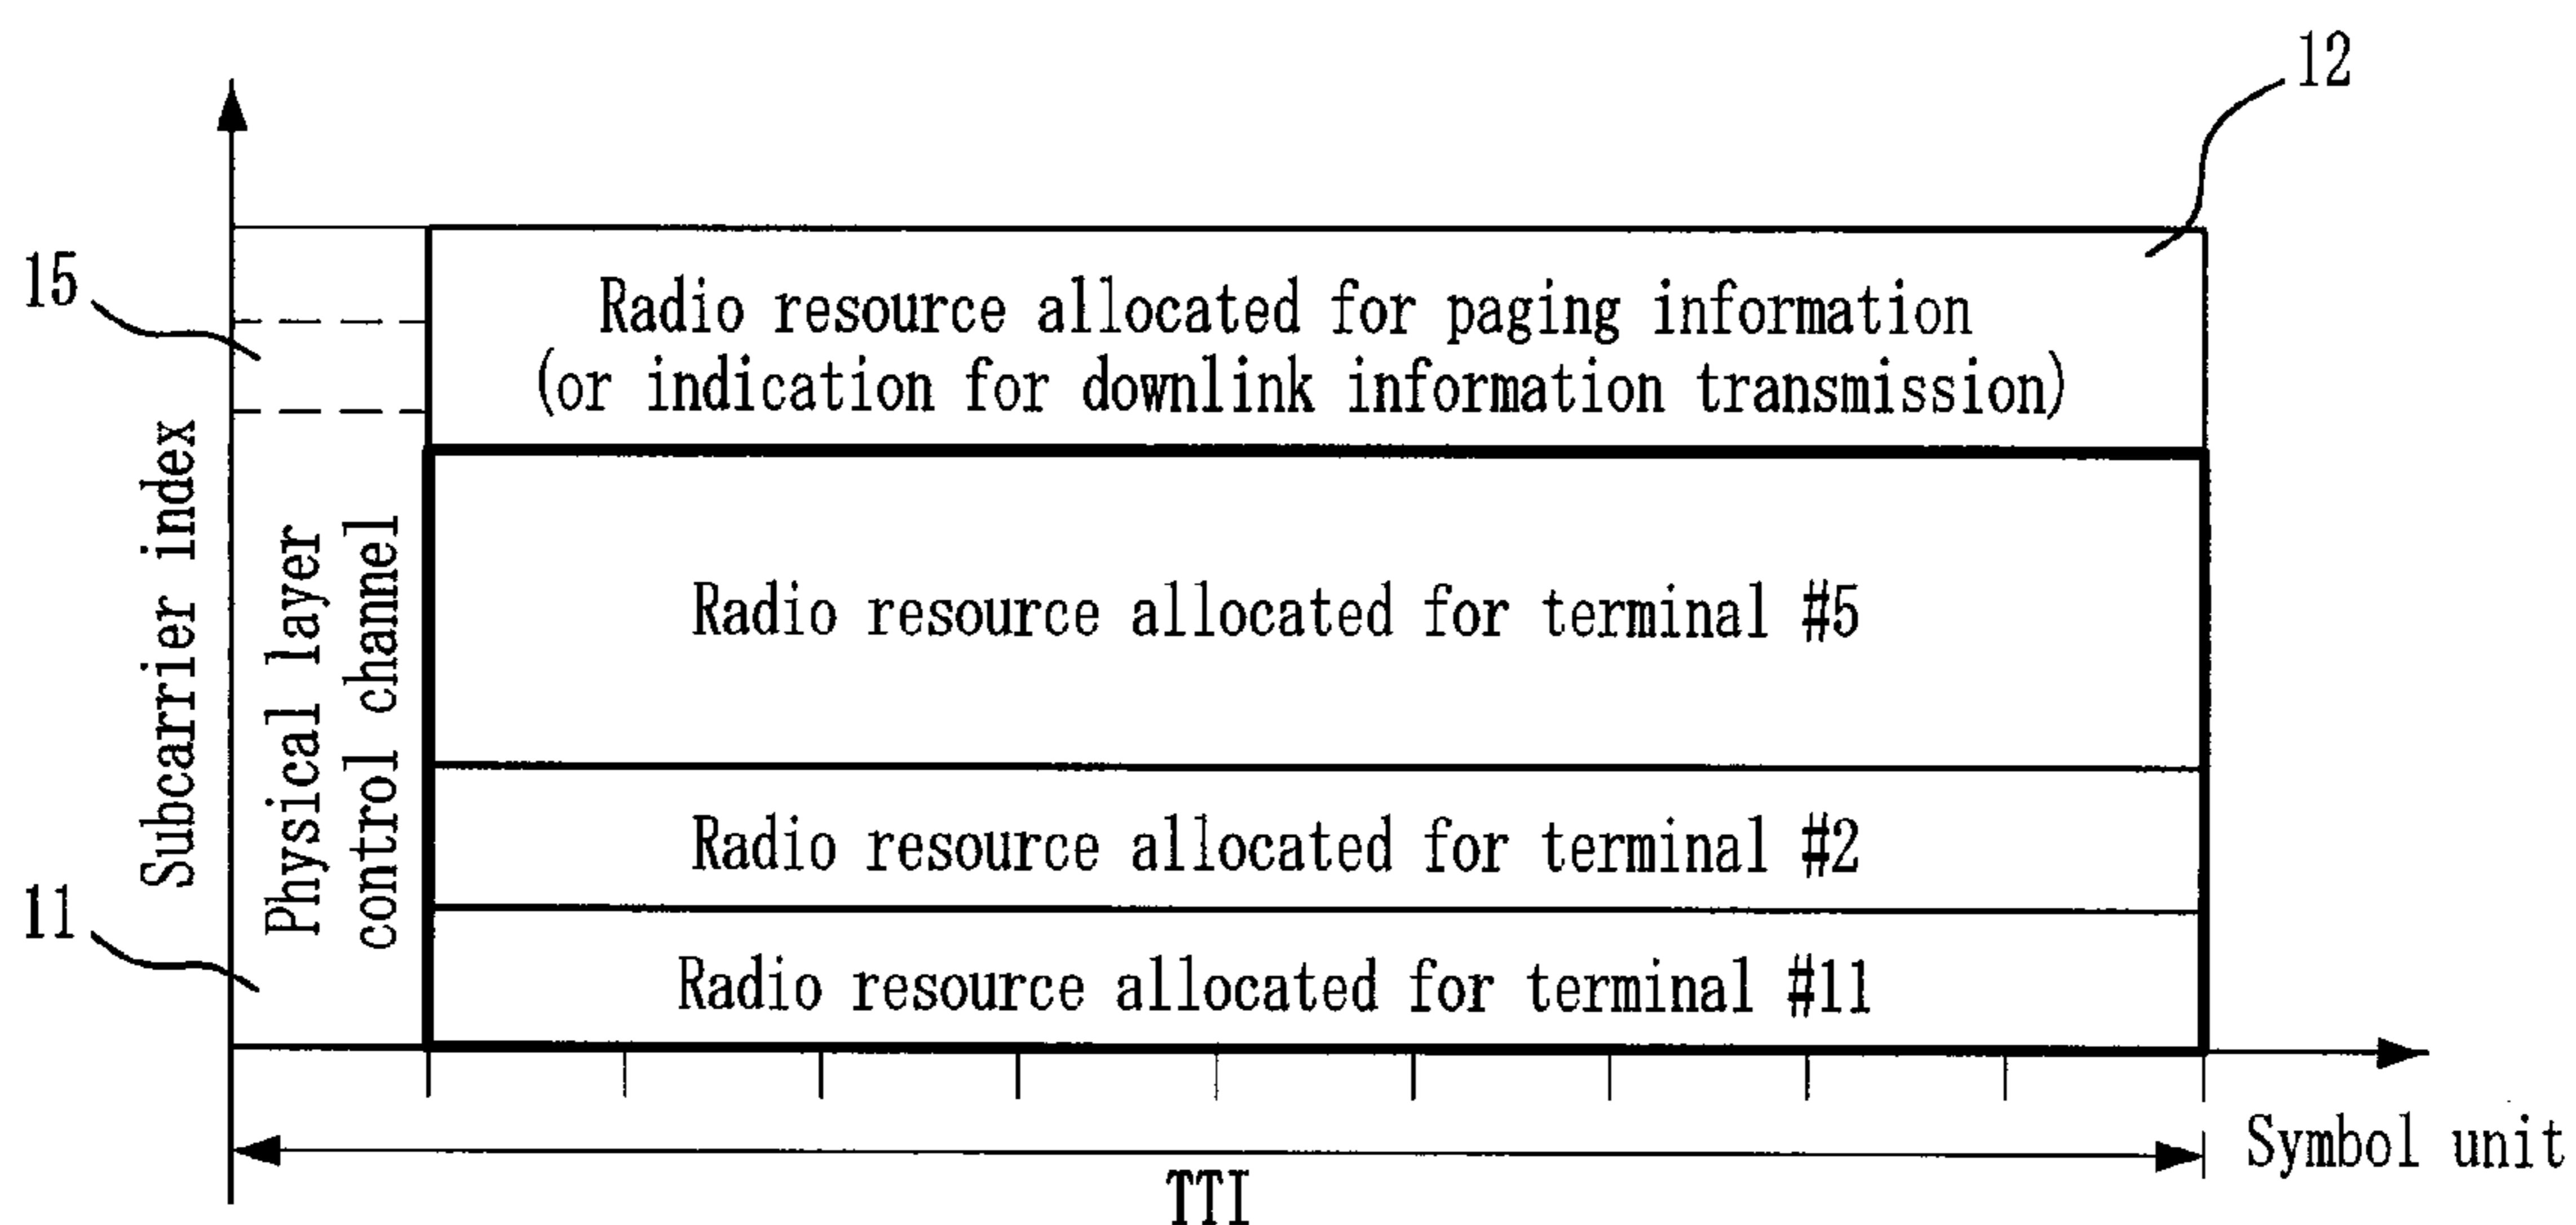 12
15
Radio resource allocated for paging information
(or indication for downlink information transmission)
Subcarrier index
Physical layer
control channel
Radio resource allocated for terminal #5
Radio resource allocated for terminal #2
11
Radio resource allocated for terminal #11
Symbol unit
TTI